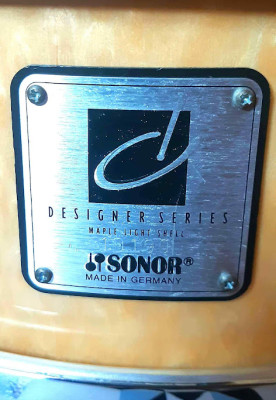 DESIGNER SERIES
MAPLE LIGHT SHELL
SONOR®
MADE IN GERMANY